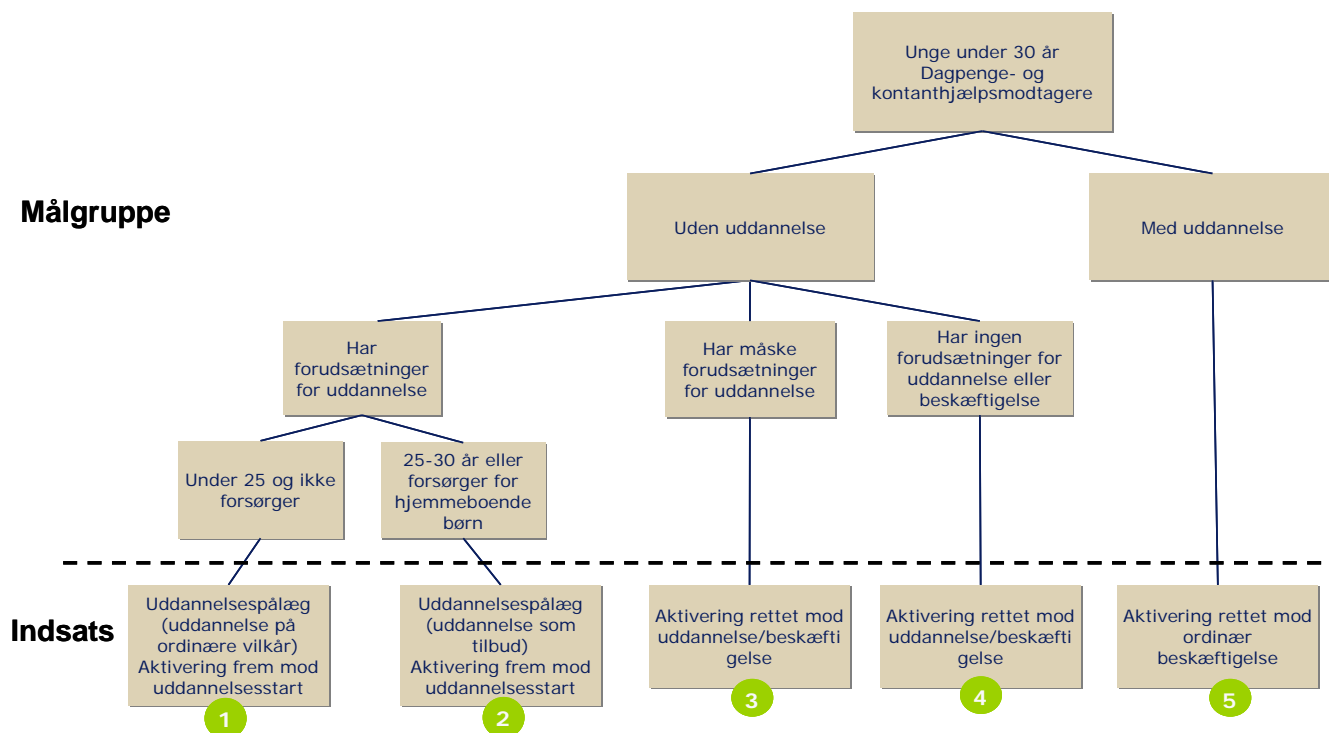 Unge under 30 år
Dagpenge- og
kontanthjælpsmodtagere
Målgruppe
Uden uddannelse
Med uddannelse
Har
forudsætninger
for uddannelse
Har måske
forudsætninger
for uddannelse
Har ingen
forudsætninger for
uddannelse eller
beskæftigelse
Under 25 og ikke
forsørger
25-30 år eller
forsørger for
hjemmeboende
børn
Indsats
Uddannelsespålæg
(uddannelse på
ordinære vilkår)
Aktivering frem mod
uddannelsesstart
1
Uddannelsespålæg
(uddannelse som
tilbud)
Aktivering frem mod
uddannelsesstart
2
Aktivering rettet mod
uddannelse/beskæfti
gelse
3
Aktivering rettet mod
uddannelse/beskæfti
gelse
4
Aktivering rettet mod
ordinær
beskæftigelse
5